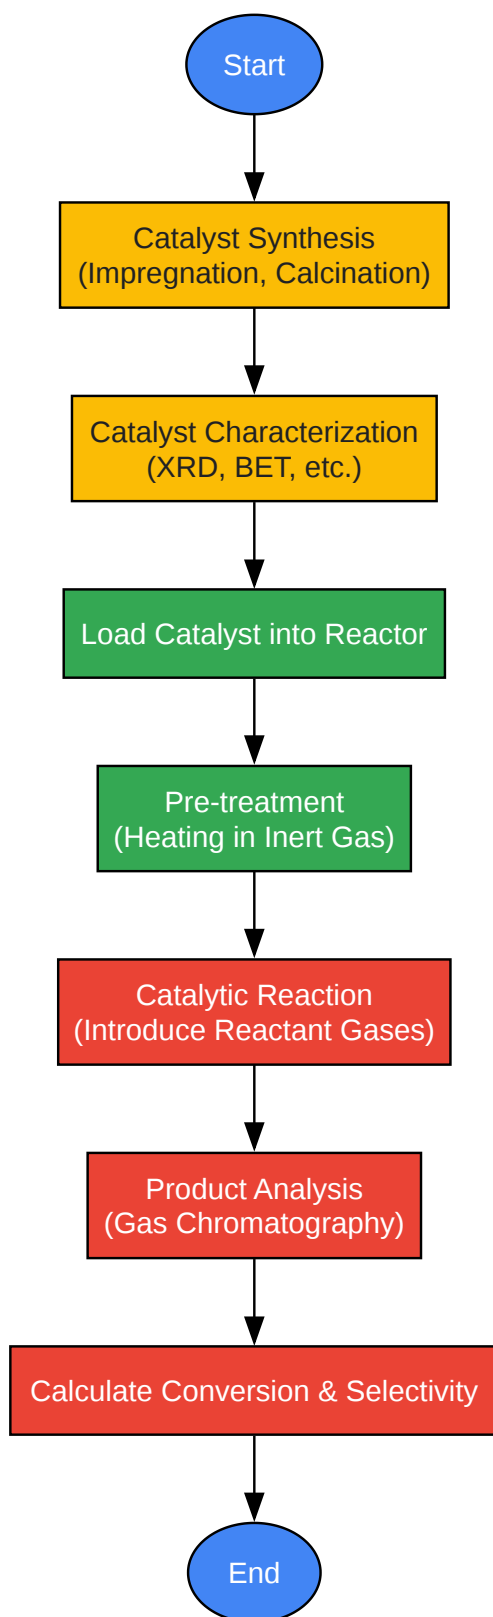 Start
Catalyst Synthesis
(Impregnation, Calcination)
Catalyst Characterization
(XRD, BET, etc.)
Load Catalyst into Reactor
Pre-treatment
(Heating in Inert Gas)
Catalytic Reaction
(Introduce Reactant Gases)
Product Analysis
(Gas Chromatography)
Calculate Conversion & Selectivity
End